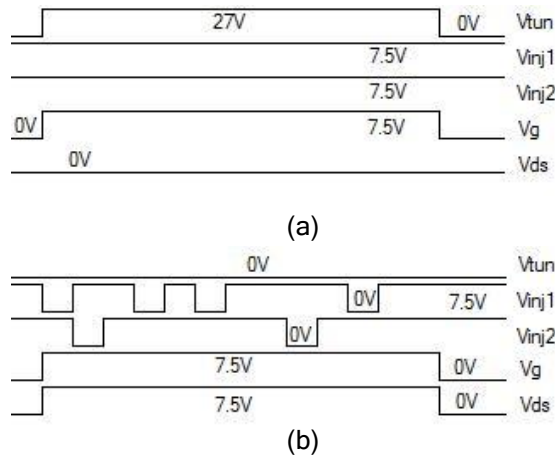 27V 0V Vtun
7.5V Vinj1
7.5V Vinj2
0V 7.5V Vg
0V Vds
(a)
0V Vtun
0V 7.5V Vinj1
0V Vinj2
7.5V 0V Vg
7.5V 0V Vds
(b)